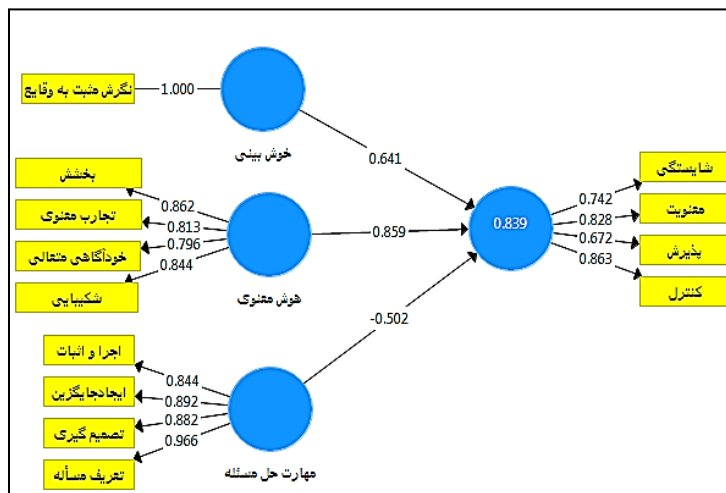 نگرش مثبت به وقایع
1.000
خوش بینی
0.641
بخشش
تجارب معنوی
خودآگاهی متعالی
شکیبایی
0.862
0.813
0.796
0.844
هوش معنوی
0.859
اجرا و اثبات
ایجادجایگزین
تصمیم گیری
تعریف مسأله
0.844
0.892
0.882
0.966
مهارت حل مسئله
-0.502
0.839
0.742
0.828
0.672
0.863
شایستگی
معنویت
پذیرش
کنترل